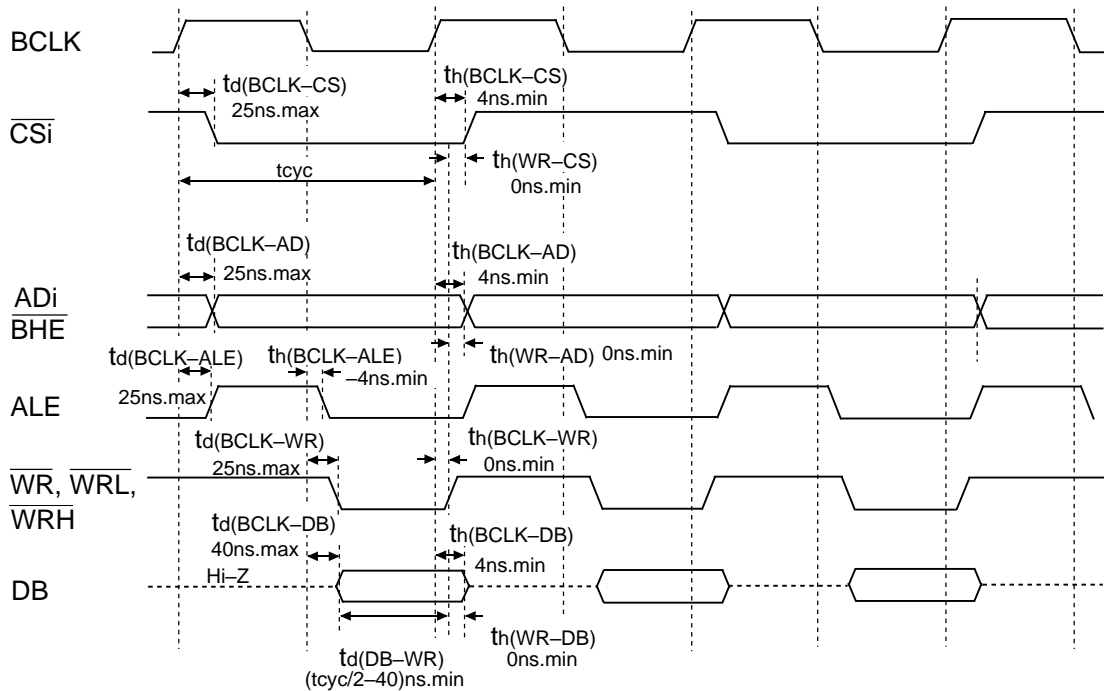 BCLK
td(BCLK–CS)
25ns.max
th(BCLK–CS)
4ns.min
CSi
tcyc
th(WR–CS)
0ns.min
td(BCLK–AD)
25ns.max
th(BCLK–AD)
4ns.min
ADi
BHE
td(BCLK–ALE)
25ns.max
th(BCLK–ALE)
–4ns.min
th(WR–AD) 0ns.min
ALE
td(BCLK–WR)
25ns.max
th(BCLK–WR)
0ns.min
WR, WRL,
WRH
td(BCLK–DB)
40ns.max
th(BCLK–DB)
4ns.min
Hi–Z
DB
td(DB–WR)
(tcyc/2–40)ns.min
th(WR–DB)
0ns.min